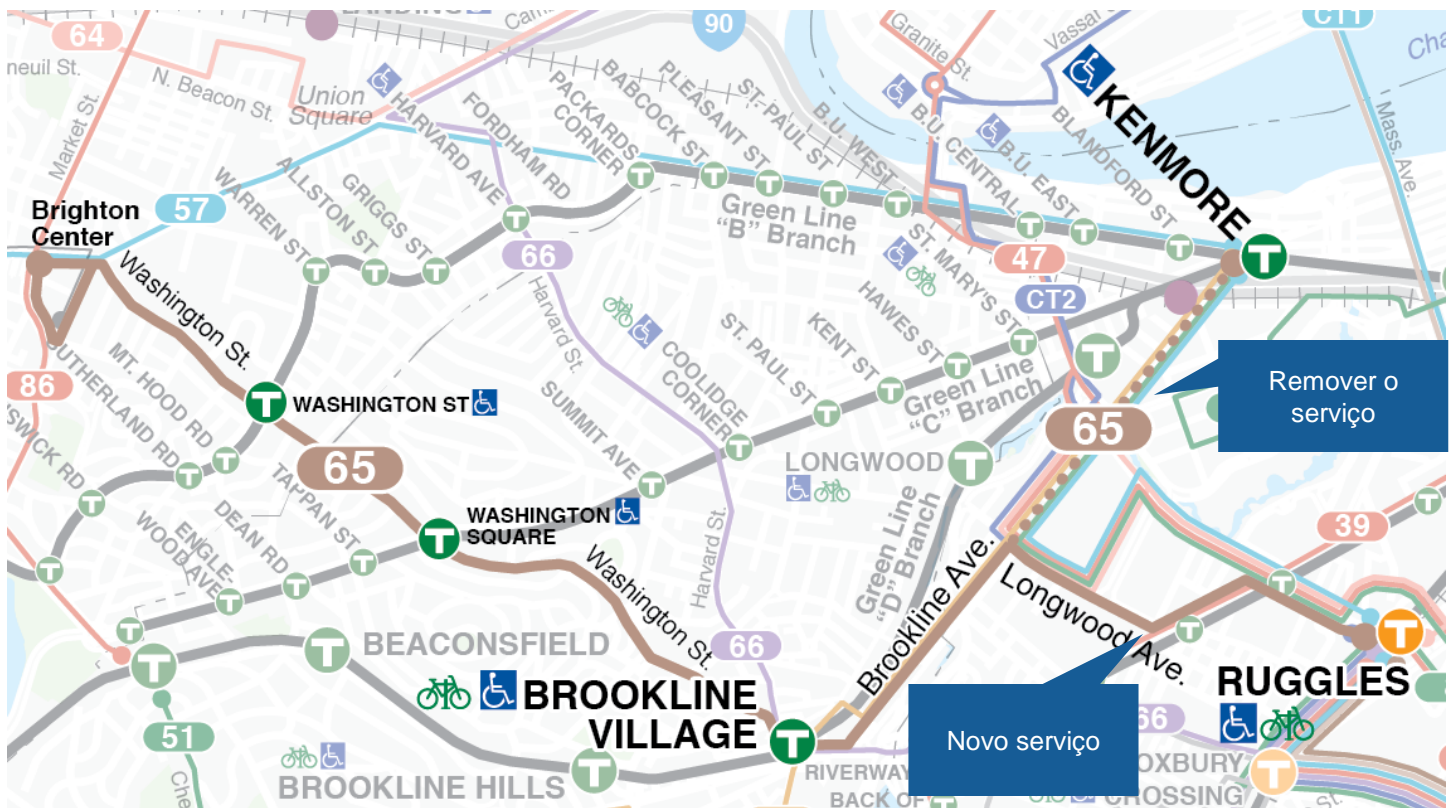 LANDING
64
neuil St.
Market St.
N. Beacon St.
Union
Square
90
Granite St.
Vassar
CT1
Mass. Ave.
HARVARD AVE
FORDHAM RD
PACKARDS
CORNER
BABCOCK ST
PLEASANT ST
ST. PAUL ST
B.U. WEST
B.U. CENTRAL
B.U. EAST
BLANDFORD ST
KENMORE
Brighton
Center
57
WARREN ST
ALLSTON ST
GRIGGS ST
Green Line
"B" Branch
66
Harvard St.
47
CT2
ST. MARY'S ST
HAWES ST
KENT ST
ST. PAUL ST
COOLIDGE
CORNER
SUMMIT AVE
Green Line
"C" Branch
Washington St.
86
SUTHERLAND RD
MT. HOOD RD
WASHINGTON ST
65
65
Remover o
serviço
TAPPAN ST
DEAN RD
ENGLE-
WOOD AVE
WASHINGTON
SQUARE
LONGWOOD
Green Line
"D" Branch
39
Washington St.
Harvard St.
66
Brookline Ave.
Longwood Ave.
BEACONSFIELD
BROOKLINE
VILLAGE
RUGGLES
51
BROOKLINE HILLS
Novo serviço
66
RIVERWAY
BACK OF
OXBURY
CROSSING